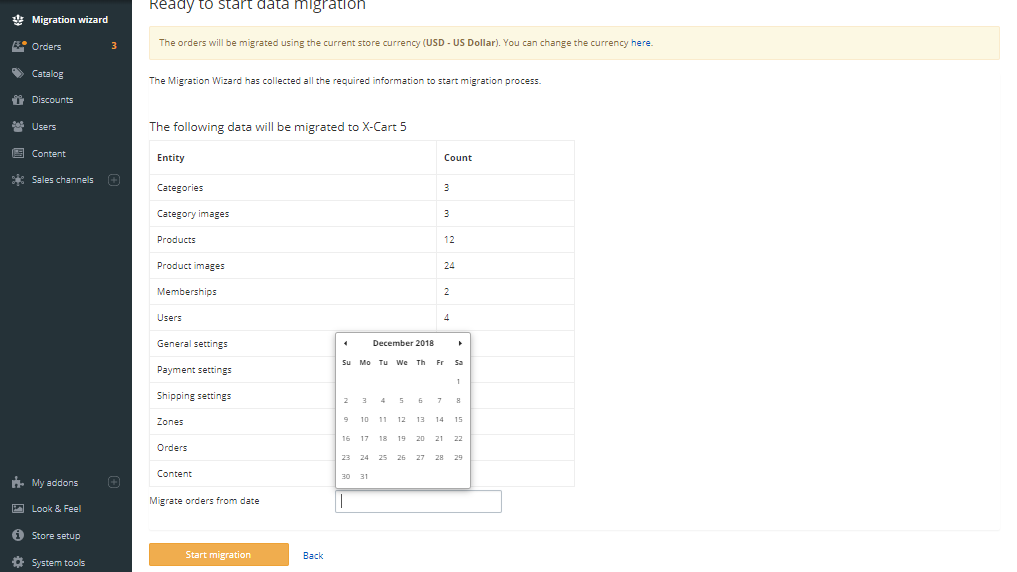 Ready to start data migration
Migration wizard
The orders will be migrated using the current store currency (USD - US Dollar). You can change the currency here.
Orders 3
Catalog
The Migration Wizard has collected all the required information to start migration process.
Discounts
Users
The following data will be migrated to X-Cart 5
Content
Sales channels
Entity Count
Categories 3
Category images 3
Products 12
Product images 24
Memberships 2
Users 4
General settings
Payment settings
Shipping settings
Zones
Orders
Content
December 2018
Su Mo Tu We Th Fr Sa
1
2 3 4 5 6 7 8
9 10 11 12 13 14 15
16 17 18 19 20 21 22
23 24 25 26 27 28 29
30 31
Migrate orders from date
My addons
Look & Feel
Store setup
System tools
Start migration Back